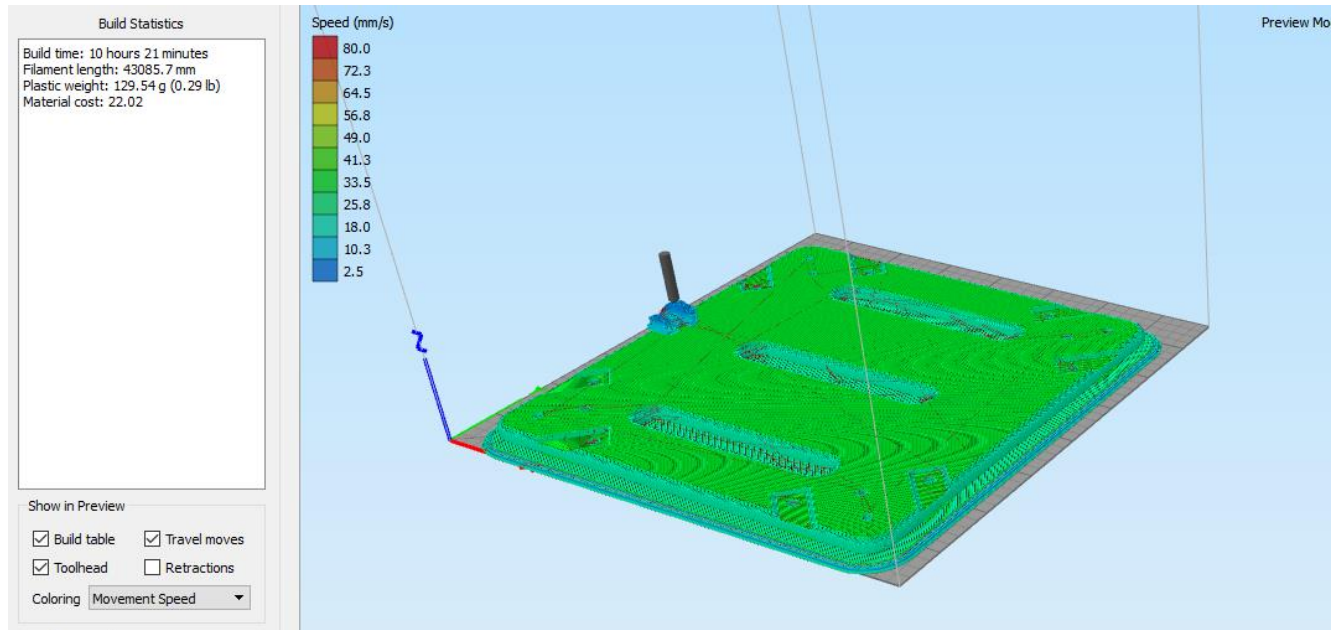 Build Statistics
Build time: 10 hours 21 minutes
Filament length: 43085.7 mm
Plastic weight: 129.54 g (0.29 lb)
Material cost: 22.02
Show in Preview
Build table
Travel moves
Toolhead
Retractions
Coloring
Movement Speed
Speed (mm/s)
80.0
72.3
64.5
56.8
49.0
41.3
33.5
25.8
18.0
10.3
2.5
Preview Mo